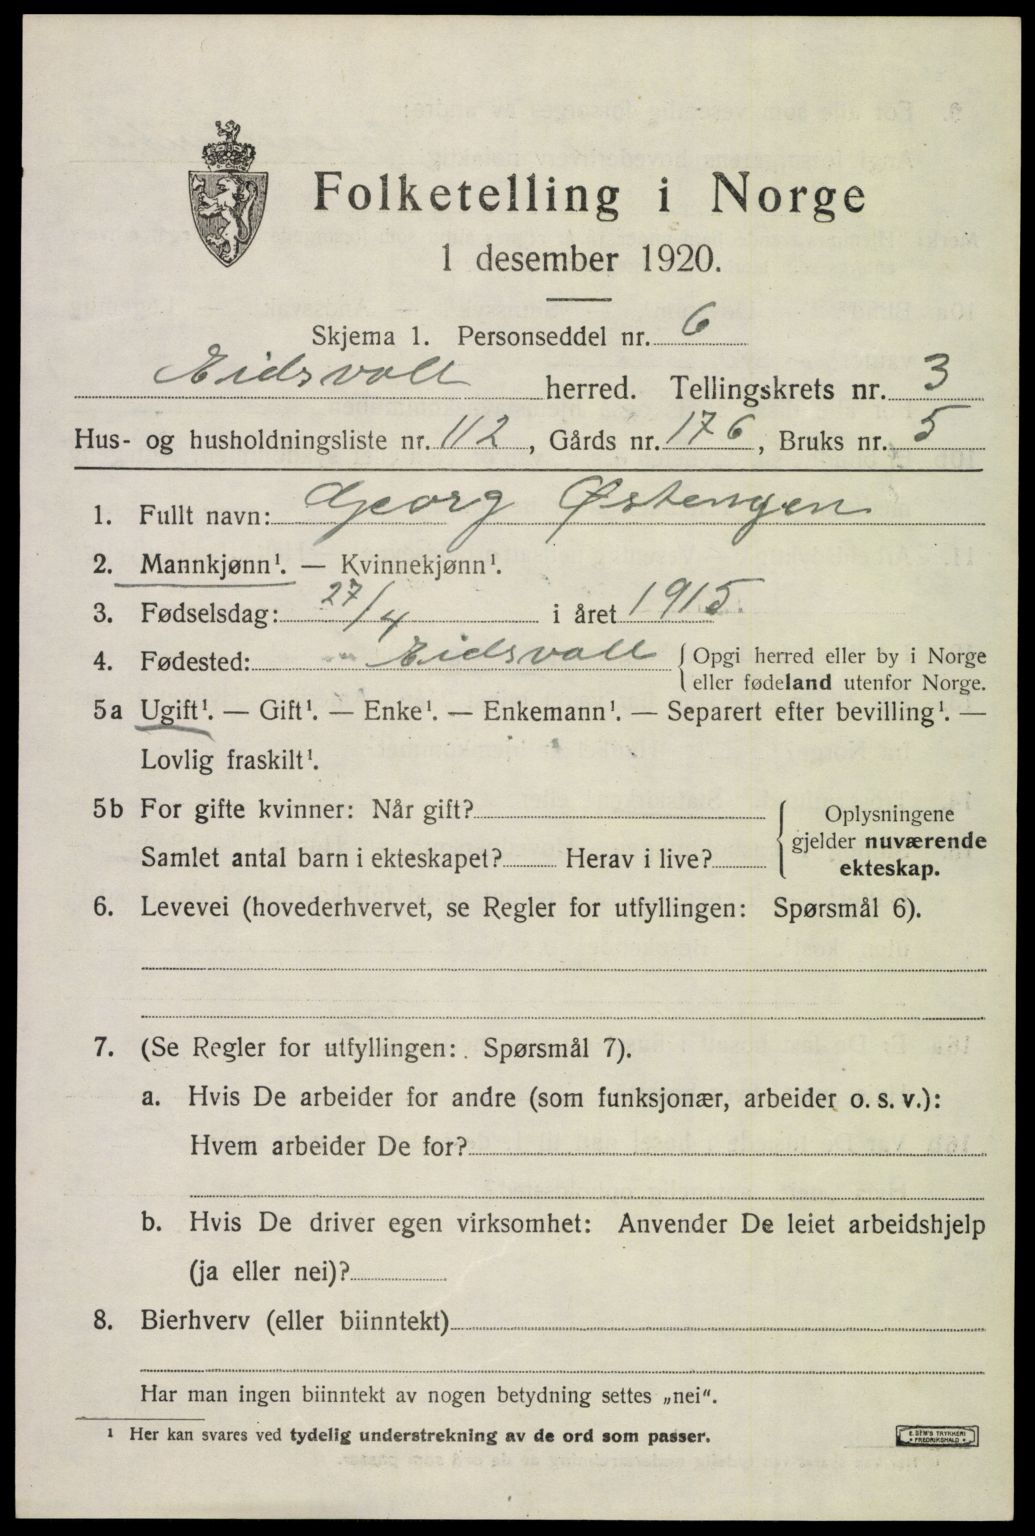 Folketelling i Norge
1 desember 1920.
Skjema 1. Personseddel nr. 6
Eidsvoll herred. Tellingskrets nr. 3
Hus- og husholdningsliste nr. 112, Gårds nr. 176, Bruks nr. 5
1. Fullt navn: Georg Østengen
2. Mannkjønn¹. — Kvinnekjønn¹.
3. Fødselsdag: 27/4 i året 1915.
4. Fødested: Eidsvoll { Opgi herred eller by i Norge
eller fødeland utenfor Norge.
5a Ugift¹. — Gift¹. — Enke¹. — Enkemann¹. — Separert efter bevilling¹. —
Lovlig fraskilt¹.
5b For gifte kvinner: Når gift?
Samlet antal barn i ekteskapet? Herav i live?
Oplysningene
gjelder nuværende
ekteskap.
6. Levevei (hovederhvervet, se Regler for utfyllingen: Spørsmål 6).
7. (Se Regler for utfyllingen: Spørsmål 7).
a. Hvis De arbeider for andre (som funksjonær, arbeider o. s. v.):
Hvem arbeider De for?
b. Hvis De driver egen virksomhet: Anvender De leiet arbeidshjelp
(ja eller nei)?
8. Bierhverv (eller biinntekt)
Har man ingen biinntekt av nogen betydning settes „nei“.
¹ Her kan svares ved tydelig understrekning av de ord som passer.
E. SEM'S TRYKKERI
FREDRIKSHALD